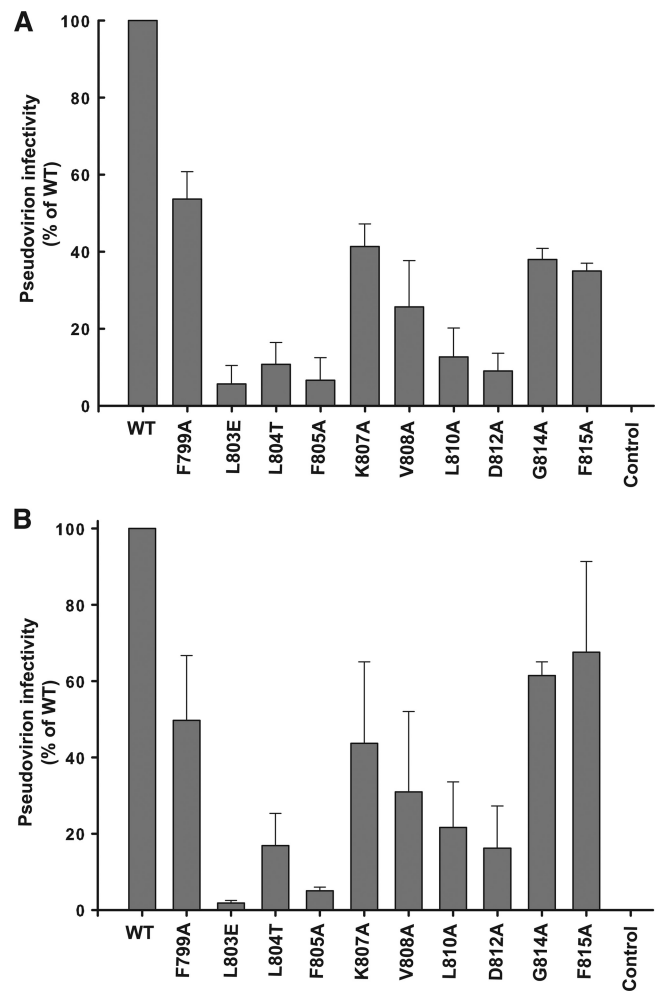 A
Pseudovirion infectivity
(% of WT)
100
80
60
40
20
0
WT
F799A
L803E
L804T
F805A
K807A
V808A
L810A
D812A
G814A
F815A
Control
B
Pseudovirion infectivity
(% of WT)
100
80
60
40
20
0
WT
F799A
L803E
L804T
F805A
K807A
V808A
L810A
D812A
G814A
F815A
Control